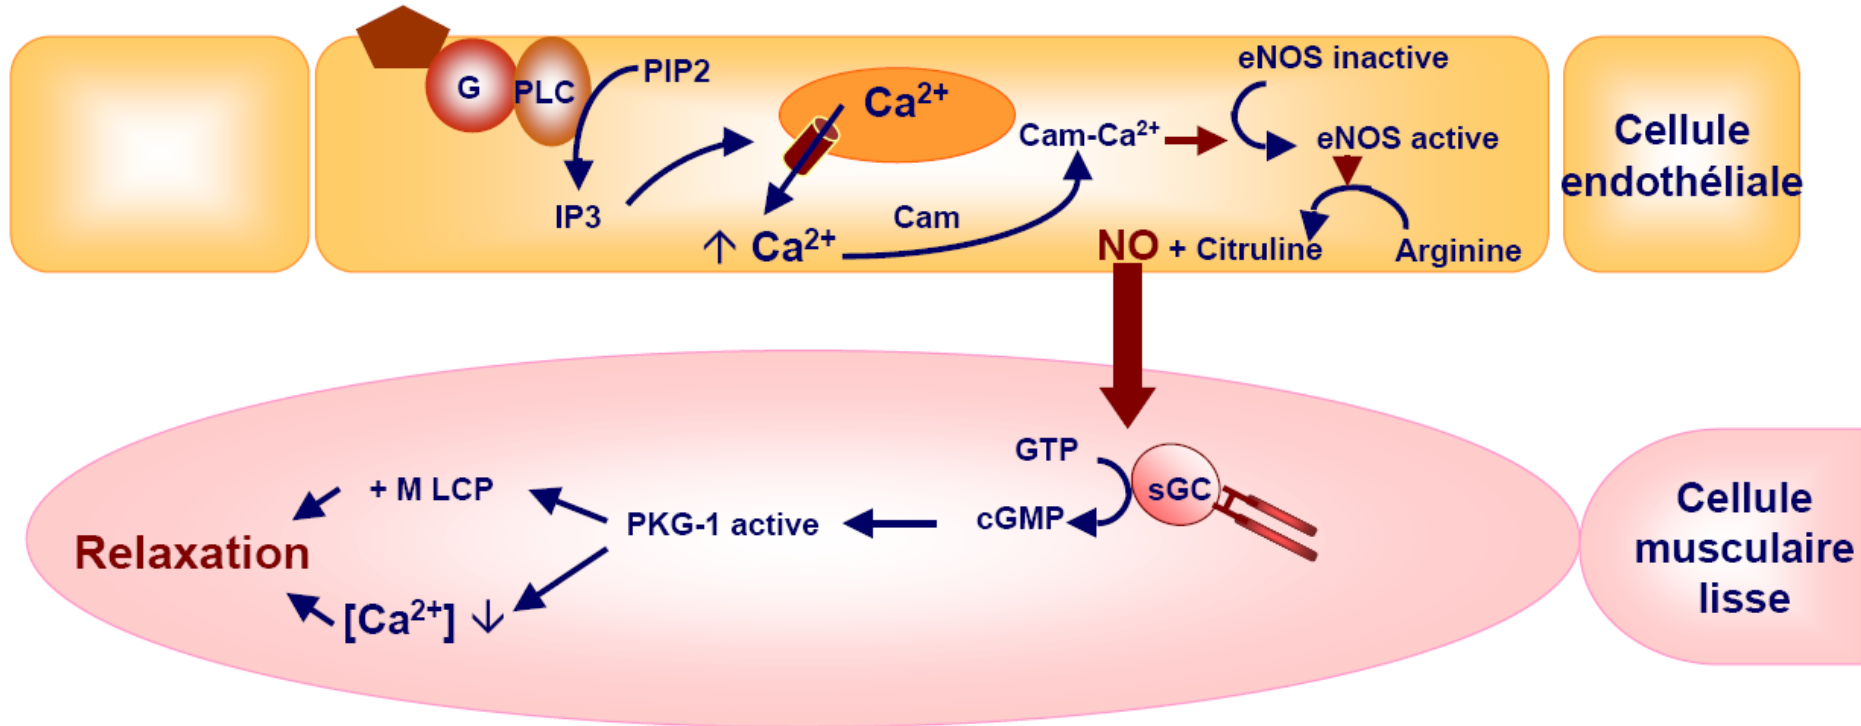 G
PLC
PIP2
IP3
Ca2+
↑ Ca2+
Cam
Cam-Ca2+
eNOS inactive
eNOS active
NO + Citruline
Arginine
Cellule
endothéliale
GTP
sGC
cGMP
PKG-1 active
+ M LCP
[Ca2+] ↓
Relaxation
Cellule
musculaire
lisse